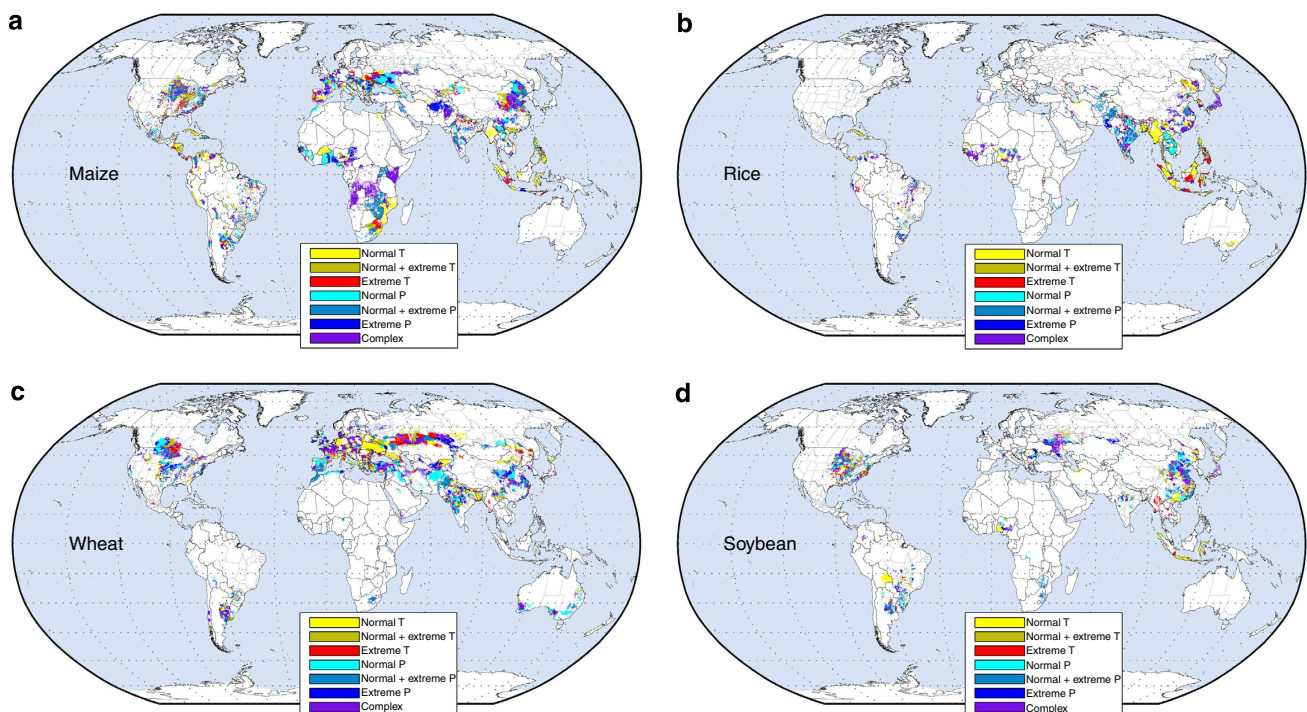 a
Maize
Normal T
Normal + extreme T
Extreme T
Normal P
Normal + extreme P
Extreme P
Complex
b
Rice
Normal T
Normal + extreme T
Extreme T
Normal P
Normal + extreme P
Extreme P
Complex
c
Wheat
Normal T
Normal + extreme T
Extreme T
Normal P
Normal + extreme P
Extreme P
Complex
d
Soybean
Normal T
Normal + extreme T
Extreme T
Normal P
Normal + extreme P
Extreme P
Complex